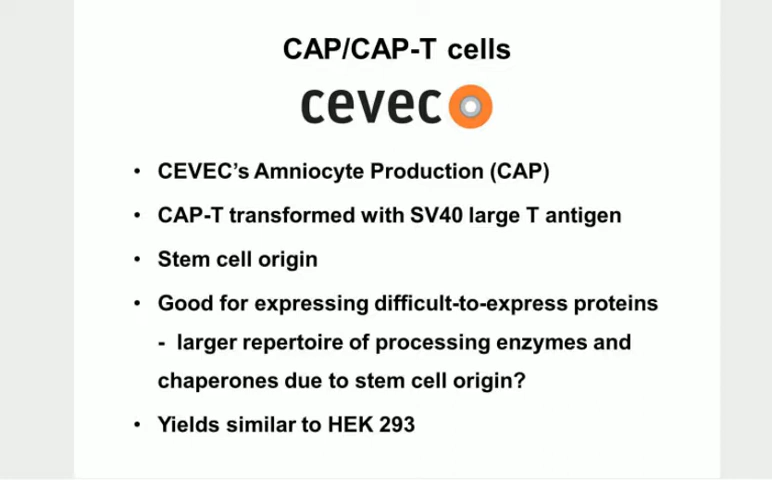 CAP/CAP-T cells
cevec
• CEVEC's Amniocyte Production (CAP)
• CAP-T transformed with SV40 large T antigen
• Stem cell origin
• Good for expressing difficult-to-express proteins
- larger repertoire of processing enzymes and
chaperones due to stem cell origin?
• Yields similar to HEK 293